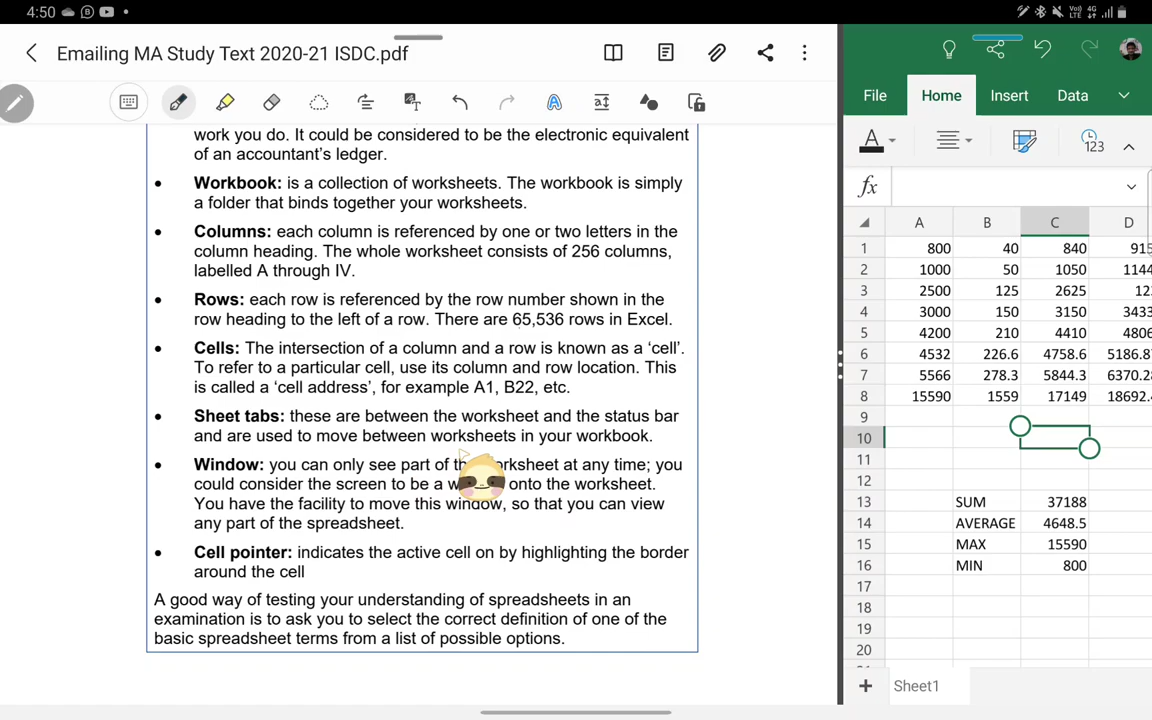 4:50
Emailing MA Study Text 2020-21 ISDC.pdf
work you do. It could be considered to be the electronic equivalent
of an accountant's ledger.
• Workbook: is a collection of worksheets. The workbook is simply
a folder that binds together your worksheets.
• Columns: each column is referenced by one or two letters in the
column heading. The whole worksheet consists of 256 columns,
labelled A through IV.
• Rows: each row is referenced by the row number shown in the
row heading to the left of a row. There are 65,536 rows in Excel.
• Cells: The intersection of a column and a row is known as a 'cell'.
To refer to a particular cell, use its column and row location. This
is called a 'cell address', for example A1, B22, etc.
• Sheet tabs: these are between the worksheet and the status bar
and are used to move between worksheets in your workbook.
• Window: you can only see part of worksheet at any time; you
could consider the screen to be a onto the worksheet.
You have the facility to move this window, so that you can view
any part of the spreadsheet.
• Cell pointer: indicates the active cell on by highlighting the border
around the cell
A good way of testing your understanding of spreadsheets in an
examination is to ask you to select the correct definition of one of the
basic spreadsheet terms from a list of possible options.
File Home Insert Data
A 123
fx
A B C D
1 800 40 840 915
2 1000 50 1050 1144
3 2500 125 2625
4 3000 150 3150 3433
5 4200 210 4410 4806
6 4532 226.6 4758.6 5186.8
7 5566 278.3 5844.3 6370.28
8 15590 1559 17149 18692.
9
10
11
12
13 SUM 37188
14 AVERAGE 4648.5
15 MAX 15590
16 MIN 800
17
18
19
20
+ Sheet1